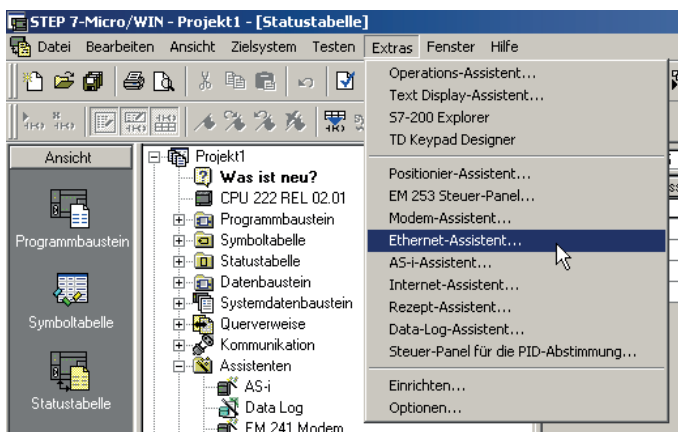 STEP 7-Micro/WIN - Projekt1 - [Statustabelle]
Datei Bearbeiten Ansicht Zielsystem Testen Extras Fenster Hilfe
Operations-Assistent...
Text Display-Assistent...
S7-200 Explorer
TD Keypad Designer
Positionier-Assistent...
EM 253 Steuer-Panel...
Modem-Assistent...
Ethernet-Assistent...
AS-i-Assistent...
Internet-Assistent...
Rezept-Assistent...
Data-Log-Assistent...
Steuer-Panel für die PID-Abstimmung...
Einrichten...
Optionen...
Ansicht
Programmbaustein
Symboltabelle
Statustabelle
Projekt1
Was ist neu?
CPU 222 REL 02.01
Programmbaustein
Symboltabelle
Statustabelle
Datenbaustein
Systemdatenbaustein
Querverweise
Kommunikation
Assistenten
AS-i
Data Log
EM 241 Modem